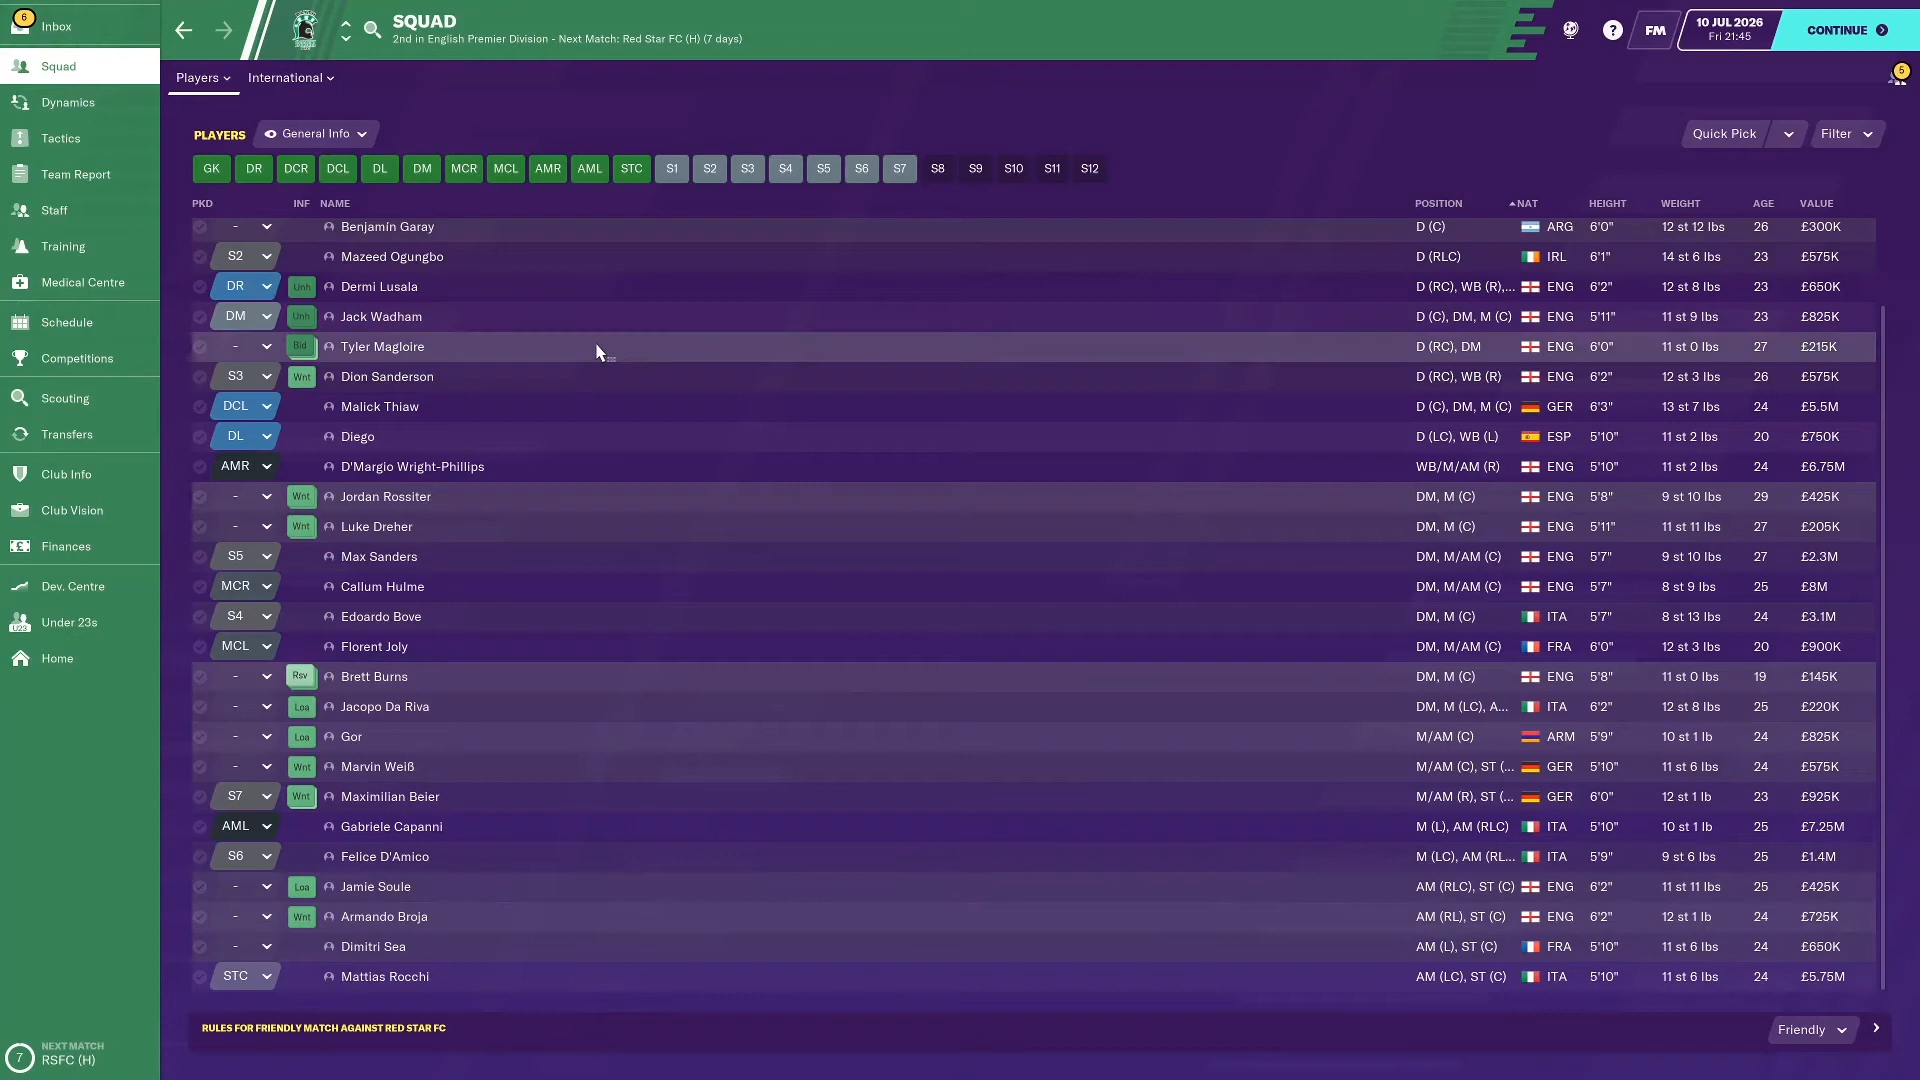 6
Inbox
Squad
Dynamics
Tactics
Team Report
Staff
Training
Medical Centre
Schedule
Competitions
Scouting
Transfers
Club Info
Club Vision
Finances
Dev. Centre
U23
Under 23s
Home
7
NEXT MATCH
RSFC (H)
SQUAD
2nd in English Premier Division - Next Match: Red Star FC (H) (7 days)
? FM
10 JUL 2026
Fri 21:45
CONTINUE
Players International
5
PLAYERS General Info
Quick Pick Filter
GK DR DCR DCL DL DM MCR MCL AMR AML STC S1 S2 S3 S4 S5 S6 S7 S8 S9 S10 S11 S12
PKD INF NAME POSITION NAT HEIGHT WEIGHT AGE VALUE
- Benjamín Garay D (C) ARG 6'0" 12 st 12 lbs 26 £300K
S2 Mazeed Ogungbo D (RLC) IRL 6'1" 14 st 6 lbs 23 £575K
DR Unh Dermi Lusala D (RC), WB (R),... ENG 6'2" 12 st 8 lbs 23 £650K
DM Unh Jack Wadham D (C), DM, M (C) ENG 5'11" 11 st 9 lbs 23 £825K
- Bid Tyler Magloire D (RC), DM ENG 6'0" 11 st 0 lbs 27 £215K
S3 Wnt Dion Sanderson D (RC), WB (R) ENG 6'2" 12 st 3 lbs 26 £575K
DCL Malick Thiaw D (C), DM, M (C) GER 6'3" 13 st 7 lbs 24 £5.5M
DL Diego D (LC), WB (L) ESP 5'10" 11 st 2 lbs 20 £750K
AMR D'Margio Wright-Phillips WB/M/AM (R) ENG 5'10" 11 st 2 lbs 24 £6.75M
- Wnt Jordan Rossiter DM, M (C) ENG 5'8" 9 st 10 lbs 29 £425K
- Wnt Luke Dreher DM, M (C) ENG 5'11" 11 st 11 lbs 27 £205K
S5 Max Sanders DM, M/AM (C) ENG 5'7" 9 st 10 lbs 27 £2.3M
MCR Callum Hulme DM, M/AM (C) ENG 5'7" 8 st 9 lbs 25 £8M
S4 Edoardo Bove DM, M (C) ITA 5'7" 8 st 13 lbs 24 £3.1M
MCL Florent Joly DM, M/AM (C) FRA 6'0" 12 st 3 lbs 20 £900K
- Rsv Brett Burns DM, M (C) ENG 5'8" 11 st 0 lbs 19 £145K
- Loa Jacopo Da Riva DM, M (LC), A... ITA 6'2" 12 st 8 lbs 25 £220K
- Loa Gor M/AM (C) ARM 5'9" 10 st 1 lb 24 £825K
- Wnt Marvin Weiß M/AM (C), ST (... GER 5'10" 11 st 6 lbs 24 £575K
S7 Wnt Maximilian Beier M/AM (R), ST (... GER 6'0" 12 st 1 lb 23 £925K
AML Gabriele Capanni M (L), AM (RLC) ITA 5'10" 10 st 1 lb 25 £7.25M
S6 Felice D'Amico M (LC), AM (RL... ITA 5'9" 9 st 6 lbs 25 £1.4M
- Loa Jamie Soule AM (RLC), ST (C) ENG 6'2" 11 st 11 lbs 25 £425K
- Wnt Armando Broja AM (RL), ST (C) ENG 6'2" 12 st 1 lb 24 £725K
- Dimitri Sea AM (L), ST (C) FRA 5'10" 11 st 6 lbs 24 £650K
STC Mattias Rocchi AM (LC), ST (C) ITA 5'10" 11 st 6 lbs 24 £5.75M
RULES FOR FRIENDLY MATCH AGAINST RED STAR FC
Friendly